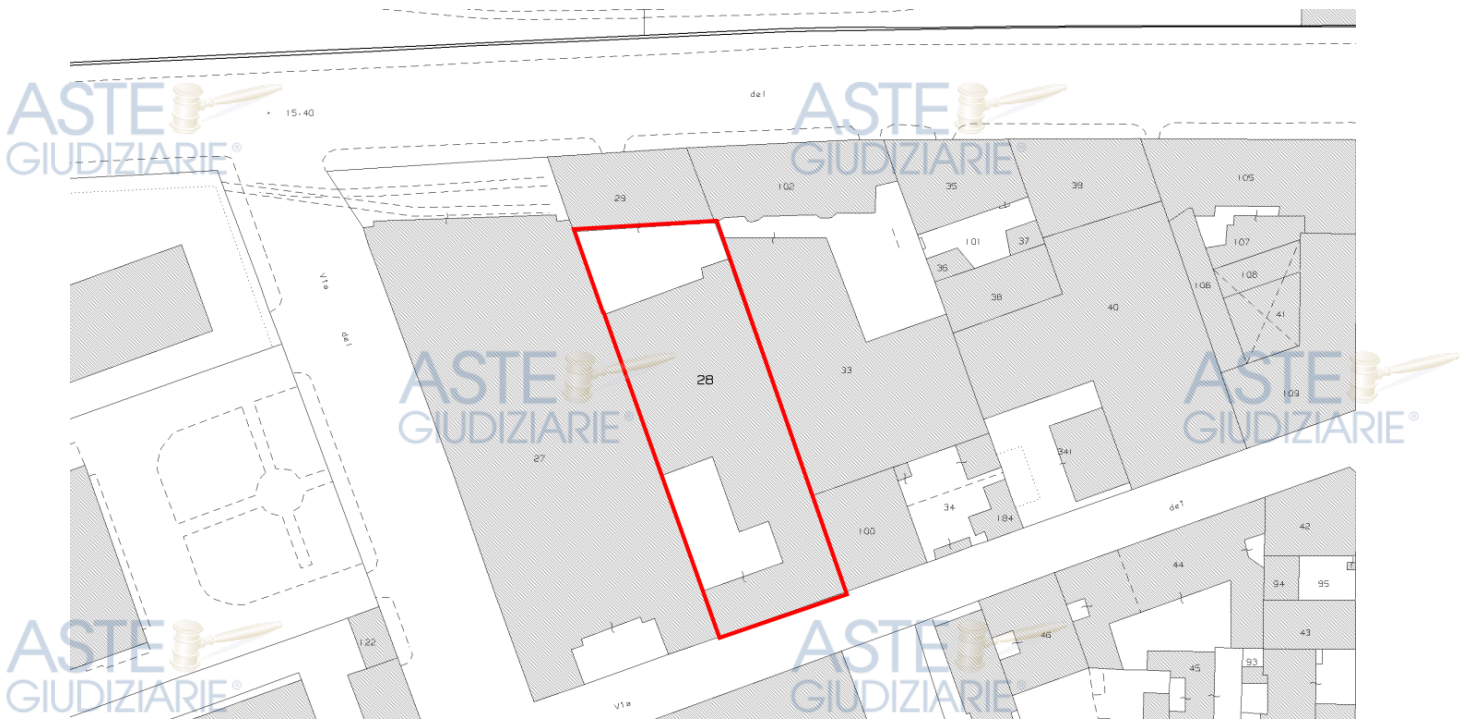 del
ASTE
GIUDIZIARIE®
ASTE
GIUDIZIARIE®
15.40
29
102
35
39
105
101
37
107
36
38
108
106
41
40
Via
del
ASTE
GIUDIZIARIE®
28
33
ASTE
GIUDIZIARIE®
103
27
341
34
184
100
del
42
44
94
95
43
46
45
93
122
ASTE
GIUDIZIARIE®
ASTE
GIUDIZIARIE®
Via